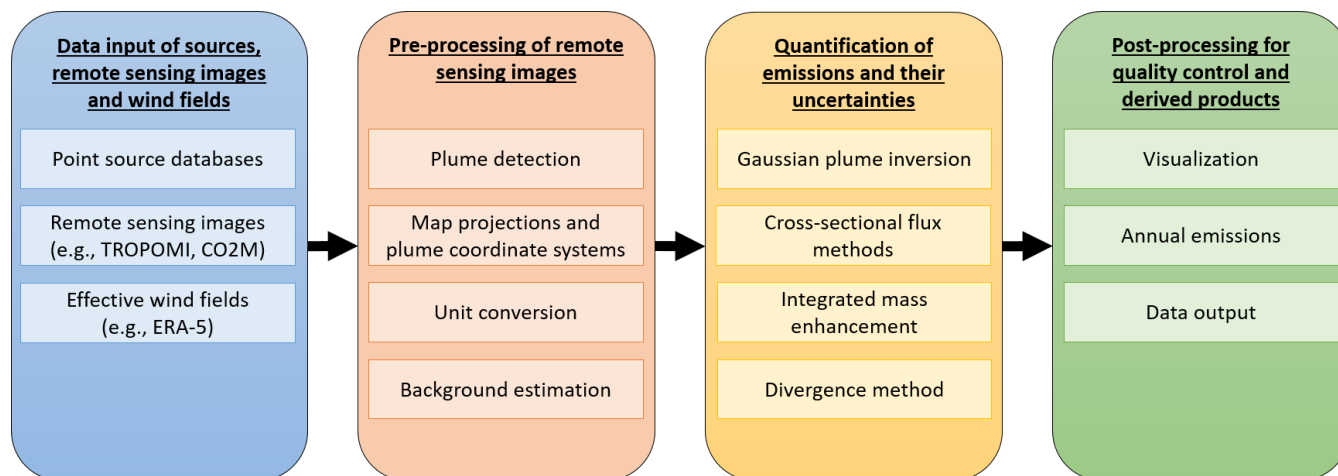 Data input of sources,
remote sensing images
and wind fields
Point source databases
Remote sensing images
(e.g., TROPOMI, CO2M)
Effective wind fields
(e.g., ERA-5)
Pre-processing of remote
sensing images
Plume detection
Map projections and
plume coordinate systems
Unit conversion
Background estimation
Quantification of
emissions and their
uncertainties
Gaussian plume inversion
Cross-sectional flux
methods
Integrated mass
enhancement
Divergence method
Post-processing for
quality control and
derived products
Visualization
Annual emissions
Data output